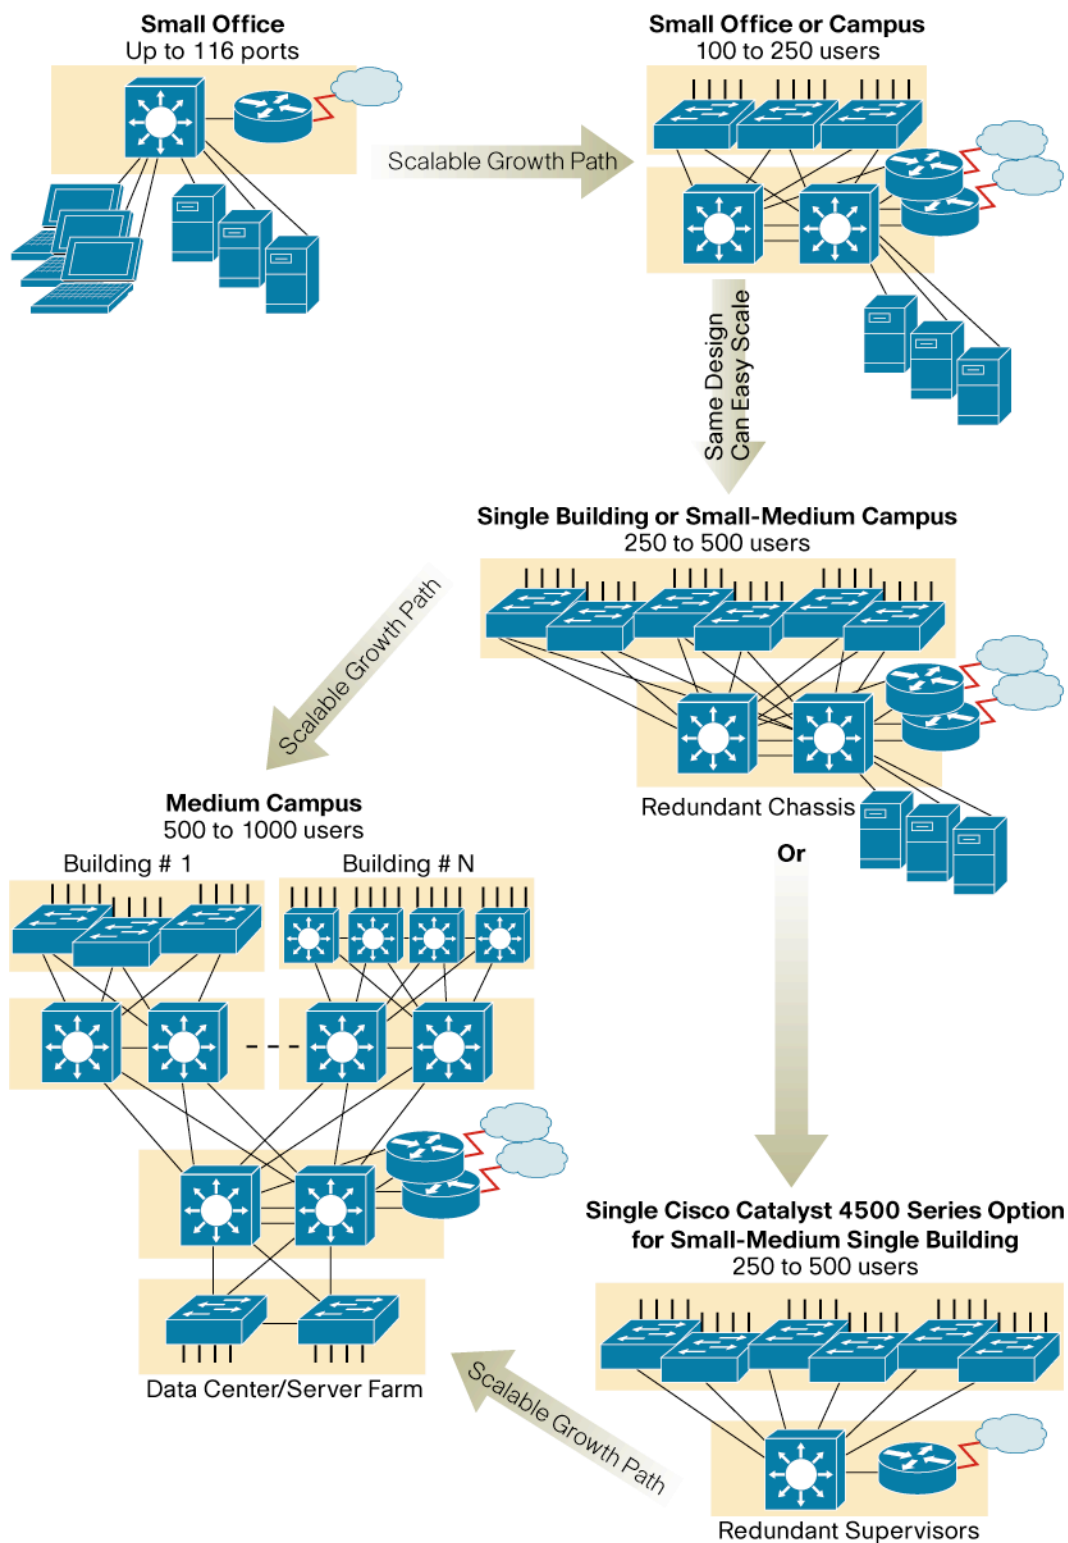 Small Office
Up to 116 ports
Small Office or Campus
100 to 250 users
Scalable Growth Path
Same Design
Can Easy Scale
Single Building or Small-Medium Campus
250 to 500 users
Scalable Growth Path
Redundant Chassis
Or
Medium Campus
500 to 1000 users
Building # 1
Building # N
Data Center/Server Farm
Single Cisco Catalyst 4500 Series Option
for Small-Medium Single Building
250 to 500 users
Scalable Growth Path
Redundant Supervisors